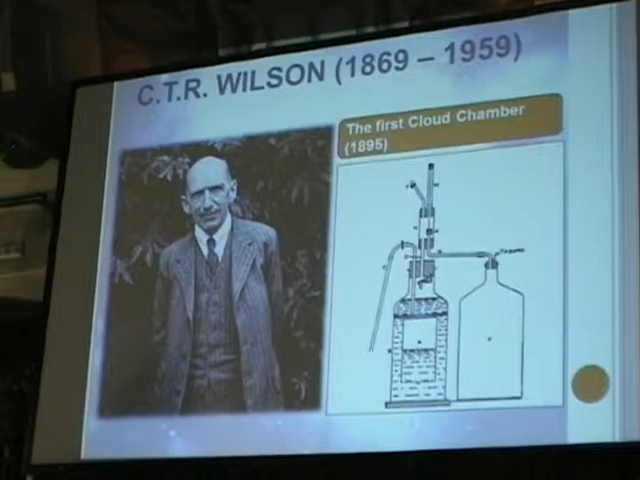 C.T.R. WILSON (1869 – 1959)
The first Cloud Chamber
(1895)